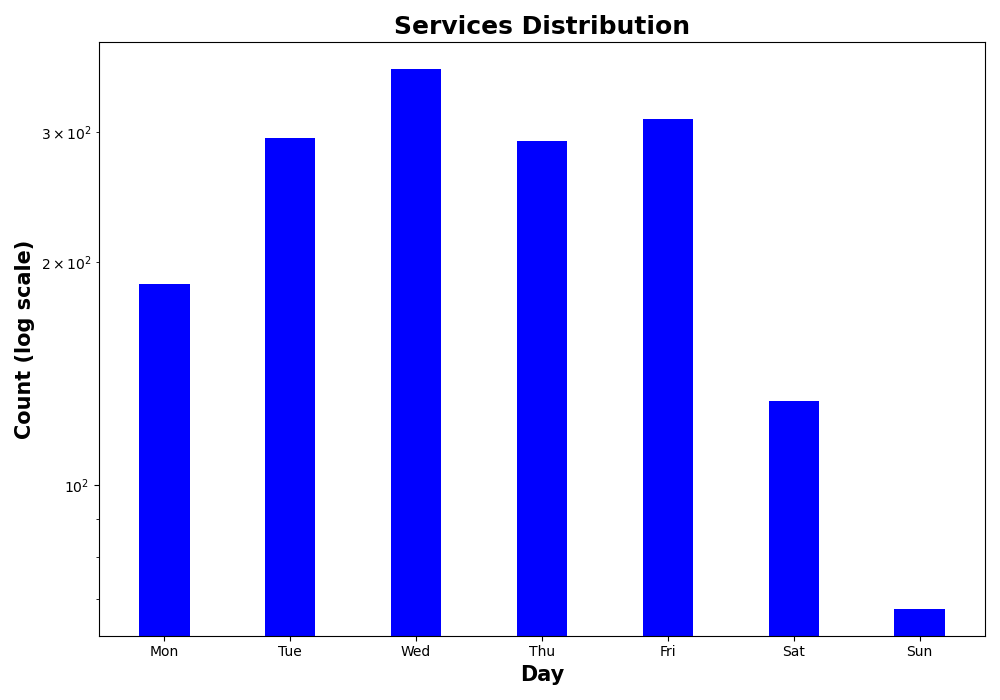 Services Distribution
Count (log scale)
3 × 10²
2 × 10²
10²
Mon Tue Wed Thu Fri Sat Sun
Day